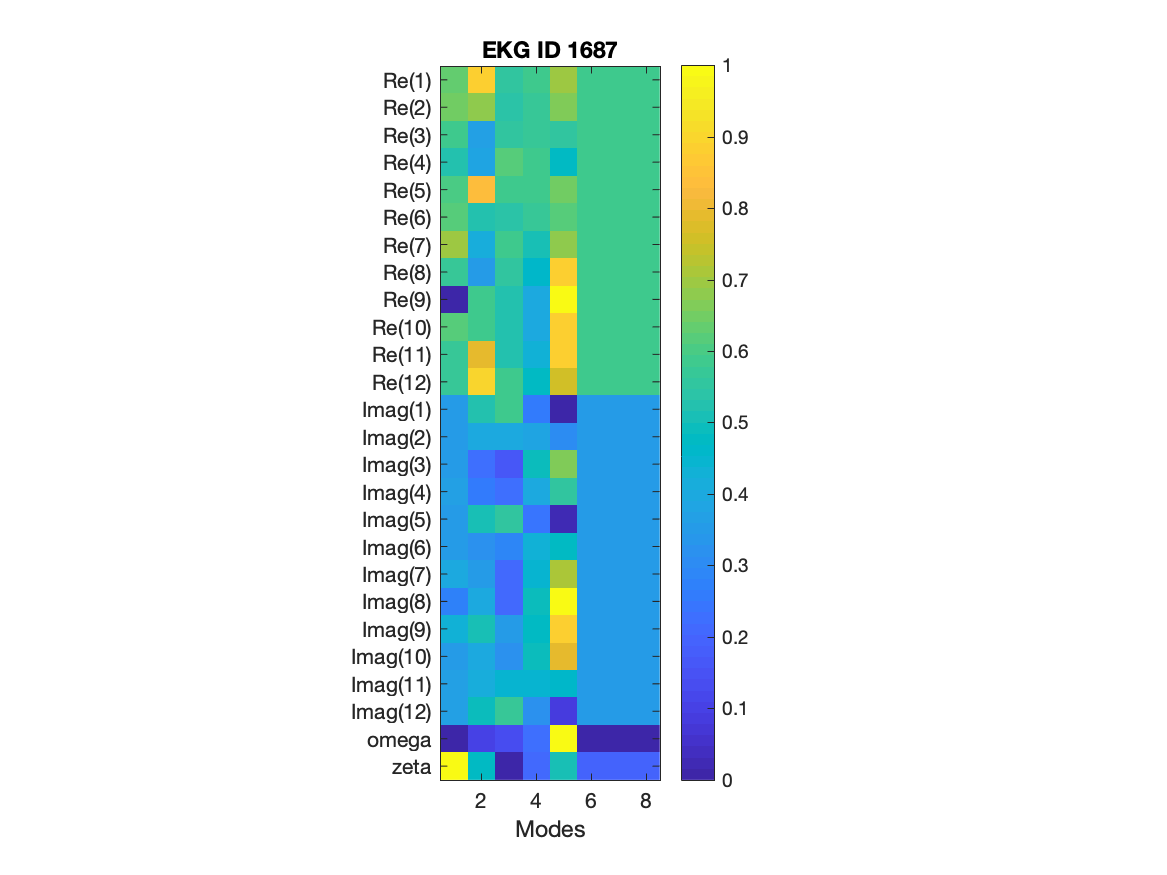 EKG ID 1687
Re(1)
Re(2)
Re(3)
Re(4)
Re(5)
Re(6)
Re(7)
Re(8)
Re(9)
Re(10)
Re(11)
Re(12)
Imag(1)
Imag(2)
Imag(3)
Imag(4)
Imag(5)
Imag(6)
Imag(7)
Imag(8)
Imag(9)
Imag(10)
Imag(11)
Imag(12)
omega
zeta
2 4 6 8
Modes
1
0.9
0.8
0.7
0.6
0.5
0.4
0.3
0.2
0.1
0